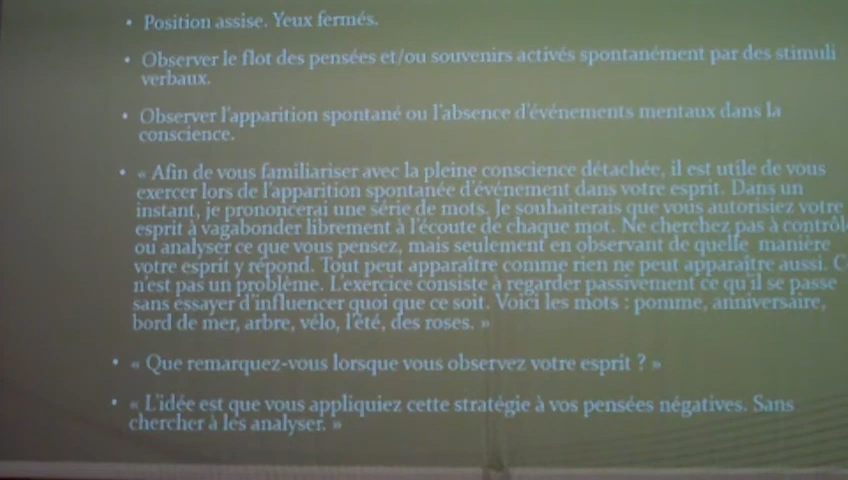 • Position assise. Yeux fermés.
• Observer le flot des pensées et/ou souvenirs activés spontanément par des stimuli
verbaux.
• Observer l'apparition spontané ou l'absence d'événements mentaux dans la
conscience.
• « Afin de vous familiariser avec la pleine conscience détachée, il est utile de vous
exercer lors de l'apparition spontanée d'événement dans votre esprit. Dans un
instant, je prononcerai une série de mots. Je souhaiterais que vous autorisiez votre
esprit à vagabonder librement à l'écoute de chaque mot. Ne cherchez pas à contrôl
ou analyser ce que vous pensez, mais seulement en observant de quelle manière
votre esprit y répond. Tout peut apparaître comme rien ne peut apparaître aussi. C
n'est pas un problème. L'exercice consiste à regarder passivement ce qu'il se passe
sans essayer d'influencer quoi que ce soit. Voici les mots : pomme, anniversaire,
bord de mer, arbre, vélo, l'été, des roses. »
• « Que remarquez-vous lorsque vous observez votre esprit ? »
• « L'idée est que vous appliquiez cette stratégie à vos pensées négatives. Sans
chercher à les analyser. »